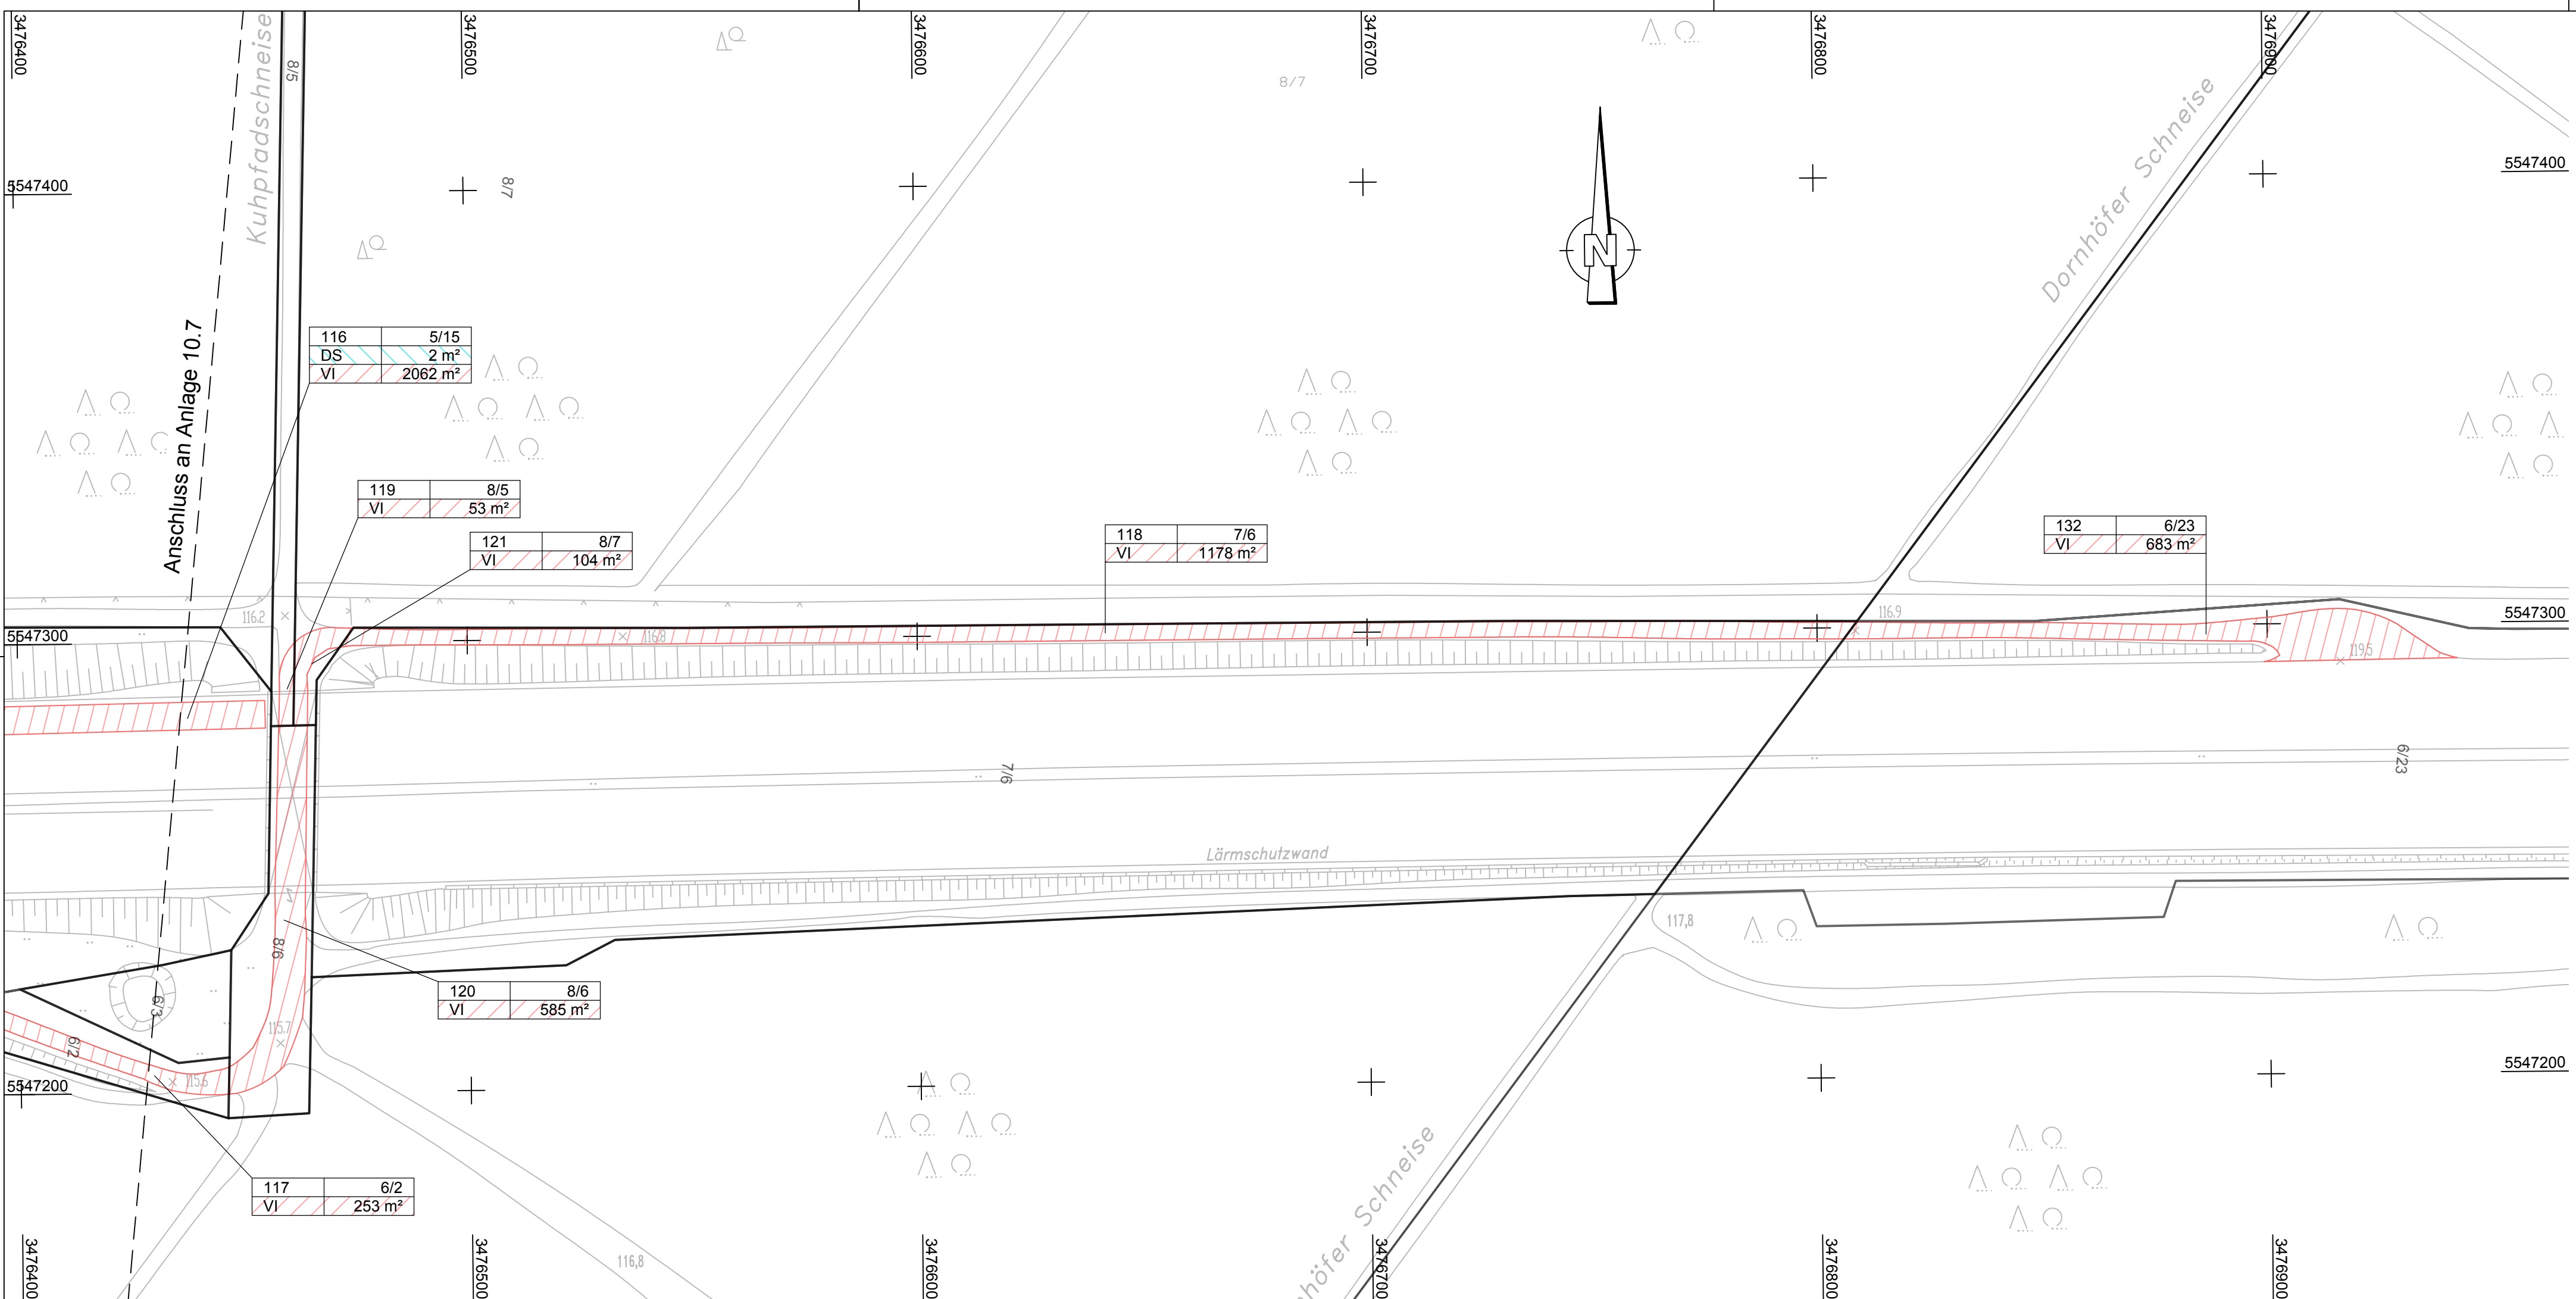 3476400
3476500
3476600
3476700
3476800
3476900
Kuhpfadschneise
8/5
8/7
Dornhöfer Schneise
5547400
8/7
5547400
N
Anschluss an Anlage 10.7
116 5/15
DS 2 m²
VI 2062 m²
119 8/5
VI 53 m²
121 8/7
VI 104 m²
118 7/6
VI 1178 m²
132 6/23
VI 683 m²
116.2
116.8
116.9
119.5
5547300
5547300
7/6
6/23
Lärmschutzwand
117,8
8/6
120 8/6
VI 585 m²
6/3
6/2
115.7
115.6
5547200
5547200
117 6/2
VI 253 m²
116,8
höfer Schneise
3476400
3476500
3476600
3476700
3476800
3476900